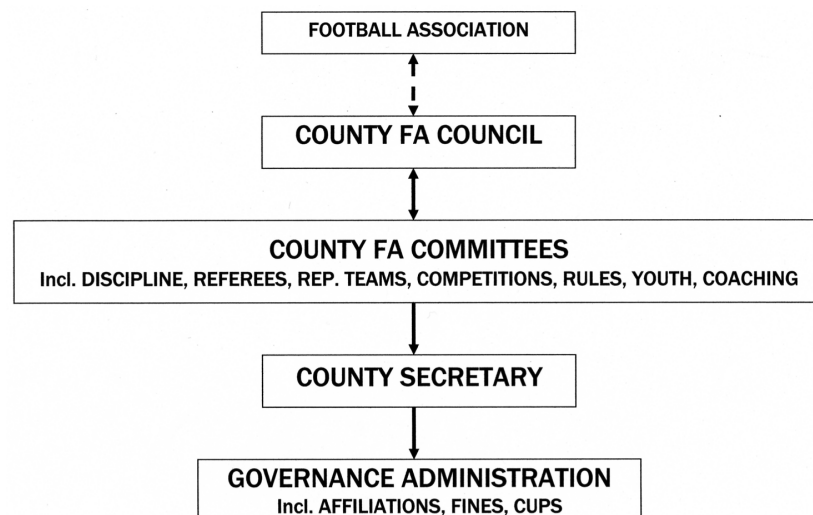 FOOTBALL ASSOCIATION
COUNTY FA COUNCIL
COUNTY FA COMMITTEES
Incl. DISCIPLINE, REFEREES, REP. TEAMS, COMPETITIONS, RULES, YOUTH, COACHING
COUNTY SECRETARY
GOVERNANCE ADMINISTRATION
Incl. AFFILIATIONS, FINES, CUPS